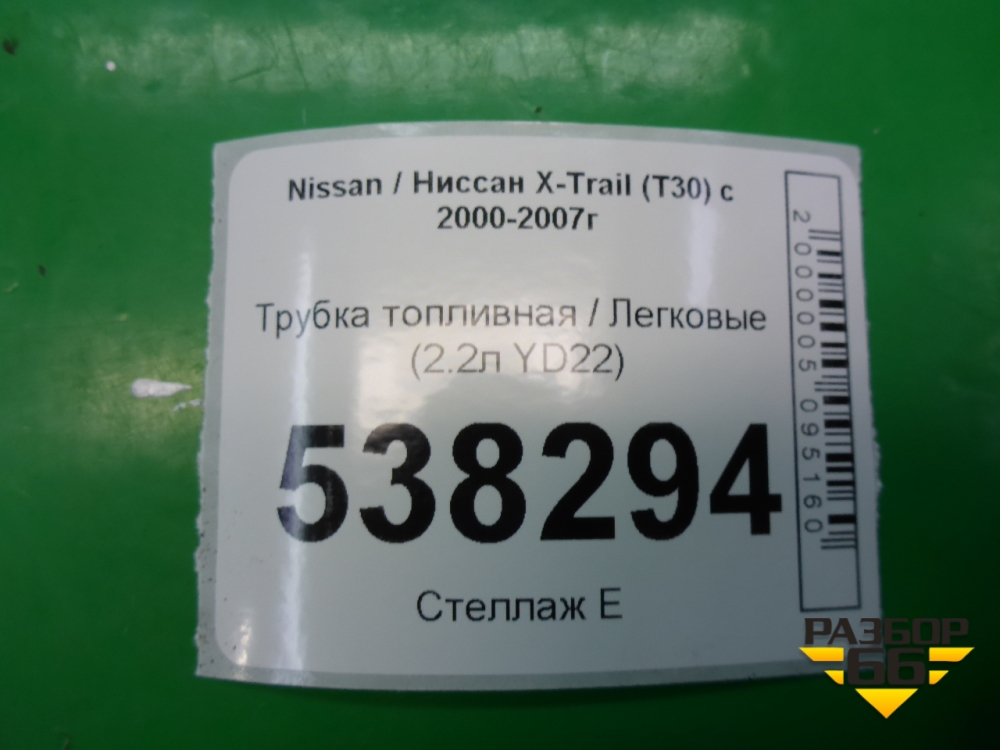 Nissan / Ниссан X-Trail (T30) с
2000-2007г
Трубка топливная / Легковые
(2.2л YD22)
538294
Стеллаж Е
2000005095160
РАЗБОР
66